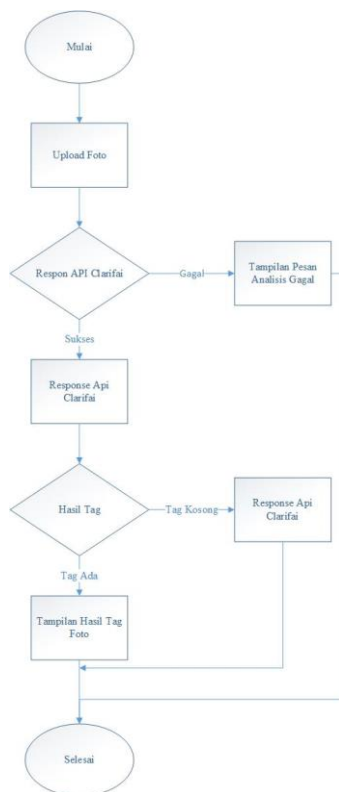 Mulai
Upload Foto
Respon API Clarifai
Gagal
Tampilan Pesan
Analisis Gagal
Sukses
Response Api
Clarifai
Hasil Tag
Tag Kosong
Response Api
Clarifai
Tag Ada
Tampilan Hasil Tag
Foto
Selesai